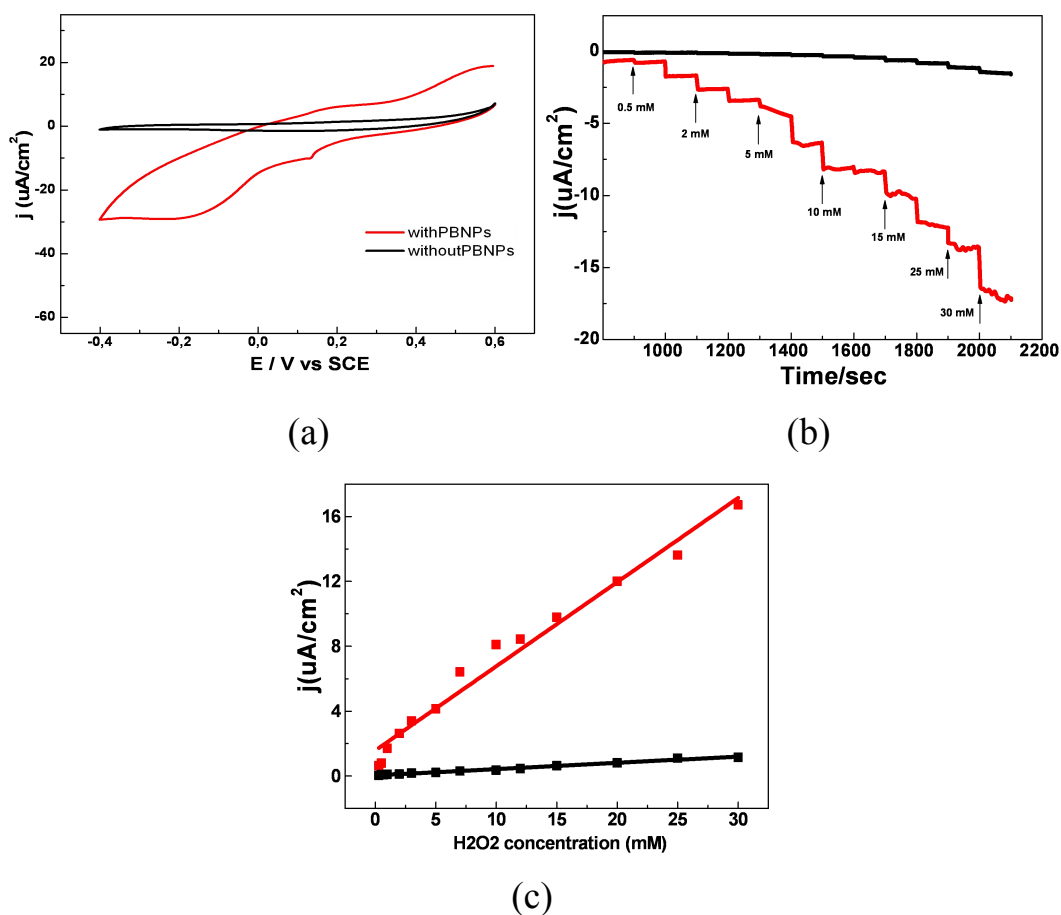 (a)
20
0
-20
-40
-60
j (uA/cm²)
withPBNPs
withoutPBNPs
-0,4
-0,2
0,0
0,2
0,4
0,6
E / V vs SCE
(a)
(b)
0
-5
-10
-15
-20
j(uA/cm²)
0.5 mM
2 mM
5 mM
10 mM
15 mM
25 mM
30 mM
1000
1200
1400
1600
1800
2000
2200
Time/sec
(b)
16
12
8
4
0
j(uA/cm²)
0
5
10
15
20
25
30
H2O2 concentration (mM)
(c)